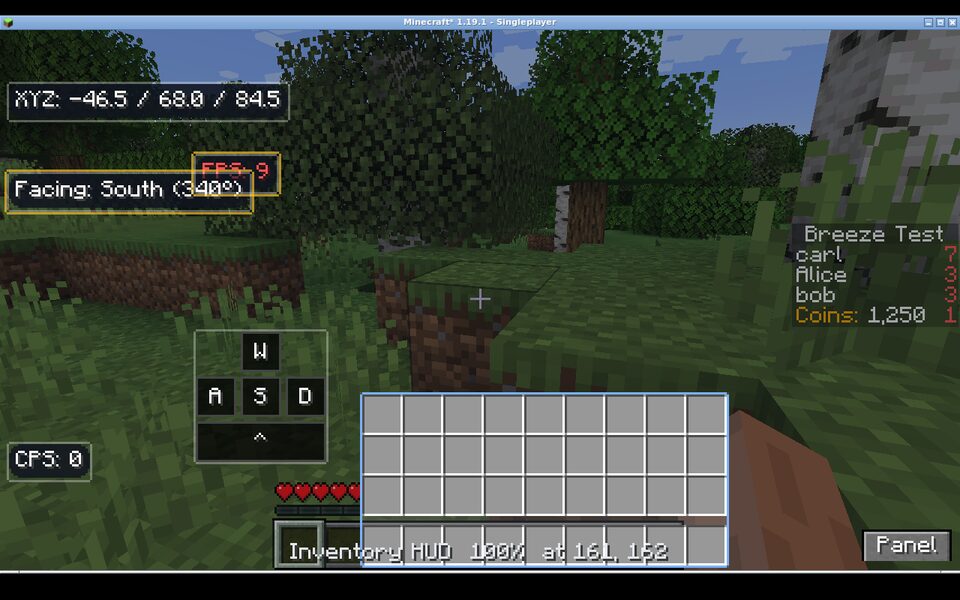 Minecraft* 1.19.1 - Singleplayer
XYZ: -46.5 / 68.0 / 84.5
FPS: 9
Facing: South (340°)
Breeze Test
carl 7
Alice 3
bob 3
Coins: 1,250 1
W
A S D
^
CPS: 0
Inventory HUD 100% at 161, 162
Panel